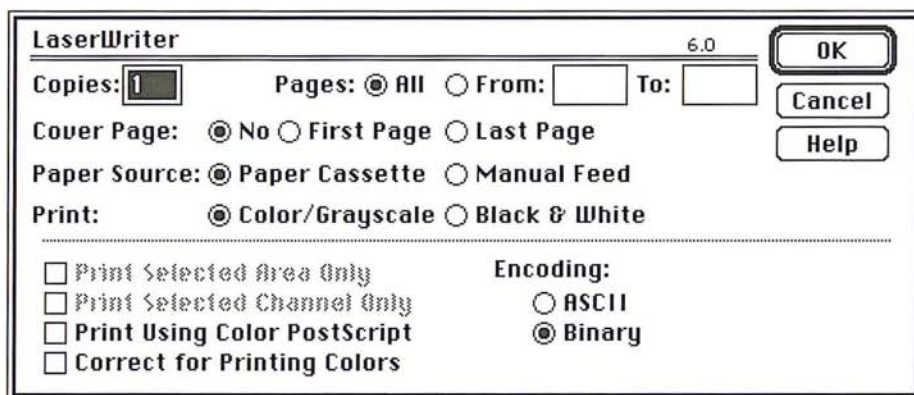 LaserWriter 6.0 OK
Copies: 1 Pages: All From: To: Cancel
Cover Page: No First Page Last Page Help
Paper Source: Paper Cassette Manual Feed
Print: Color/Grayscale Black & White
Print Selected Area Only Encoding:
Print Selected Channel Only ASCII
Print Using Color PostScript Binary
Correct for Printing Colors